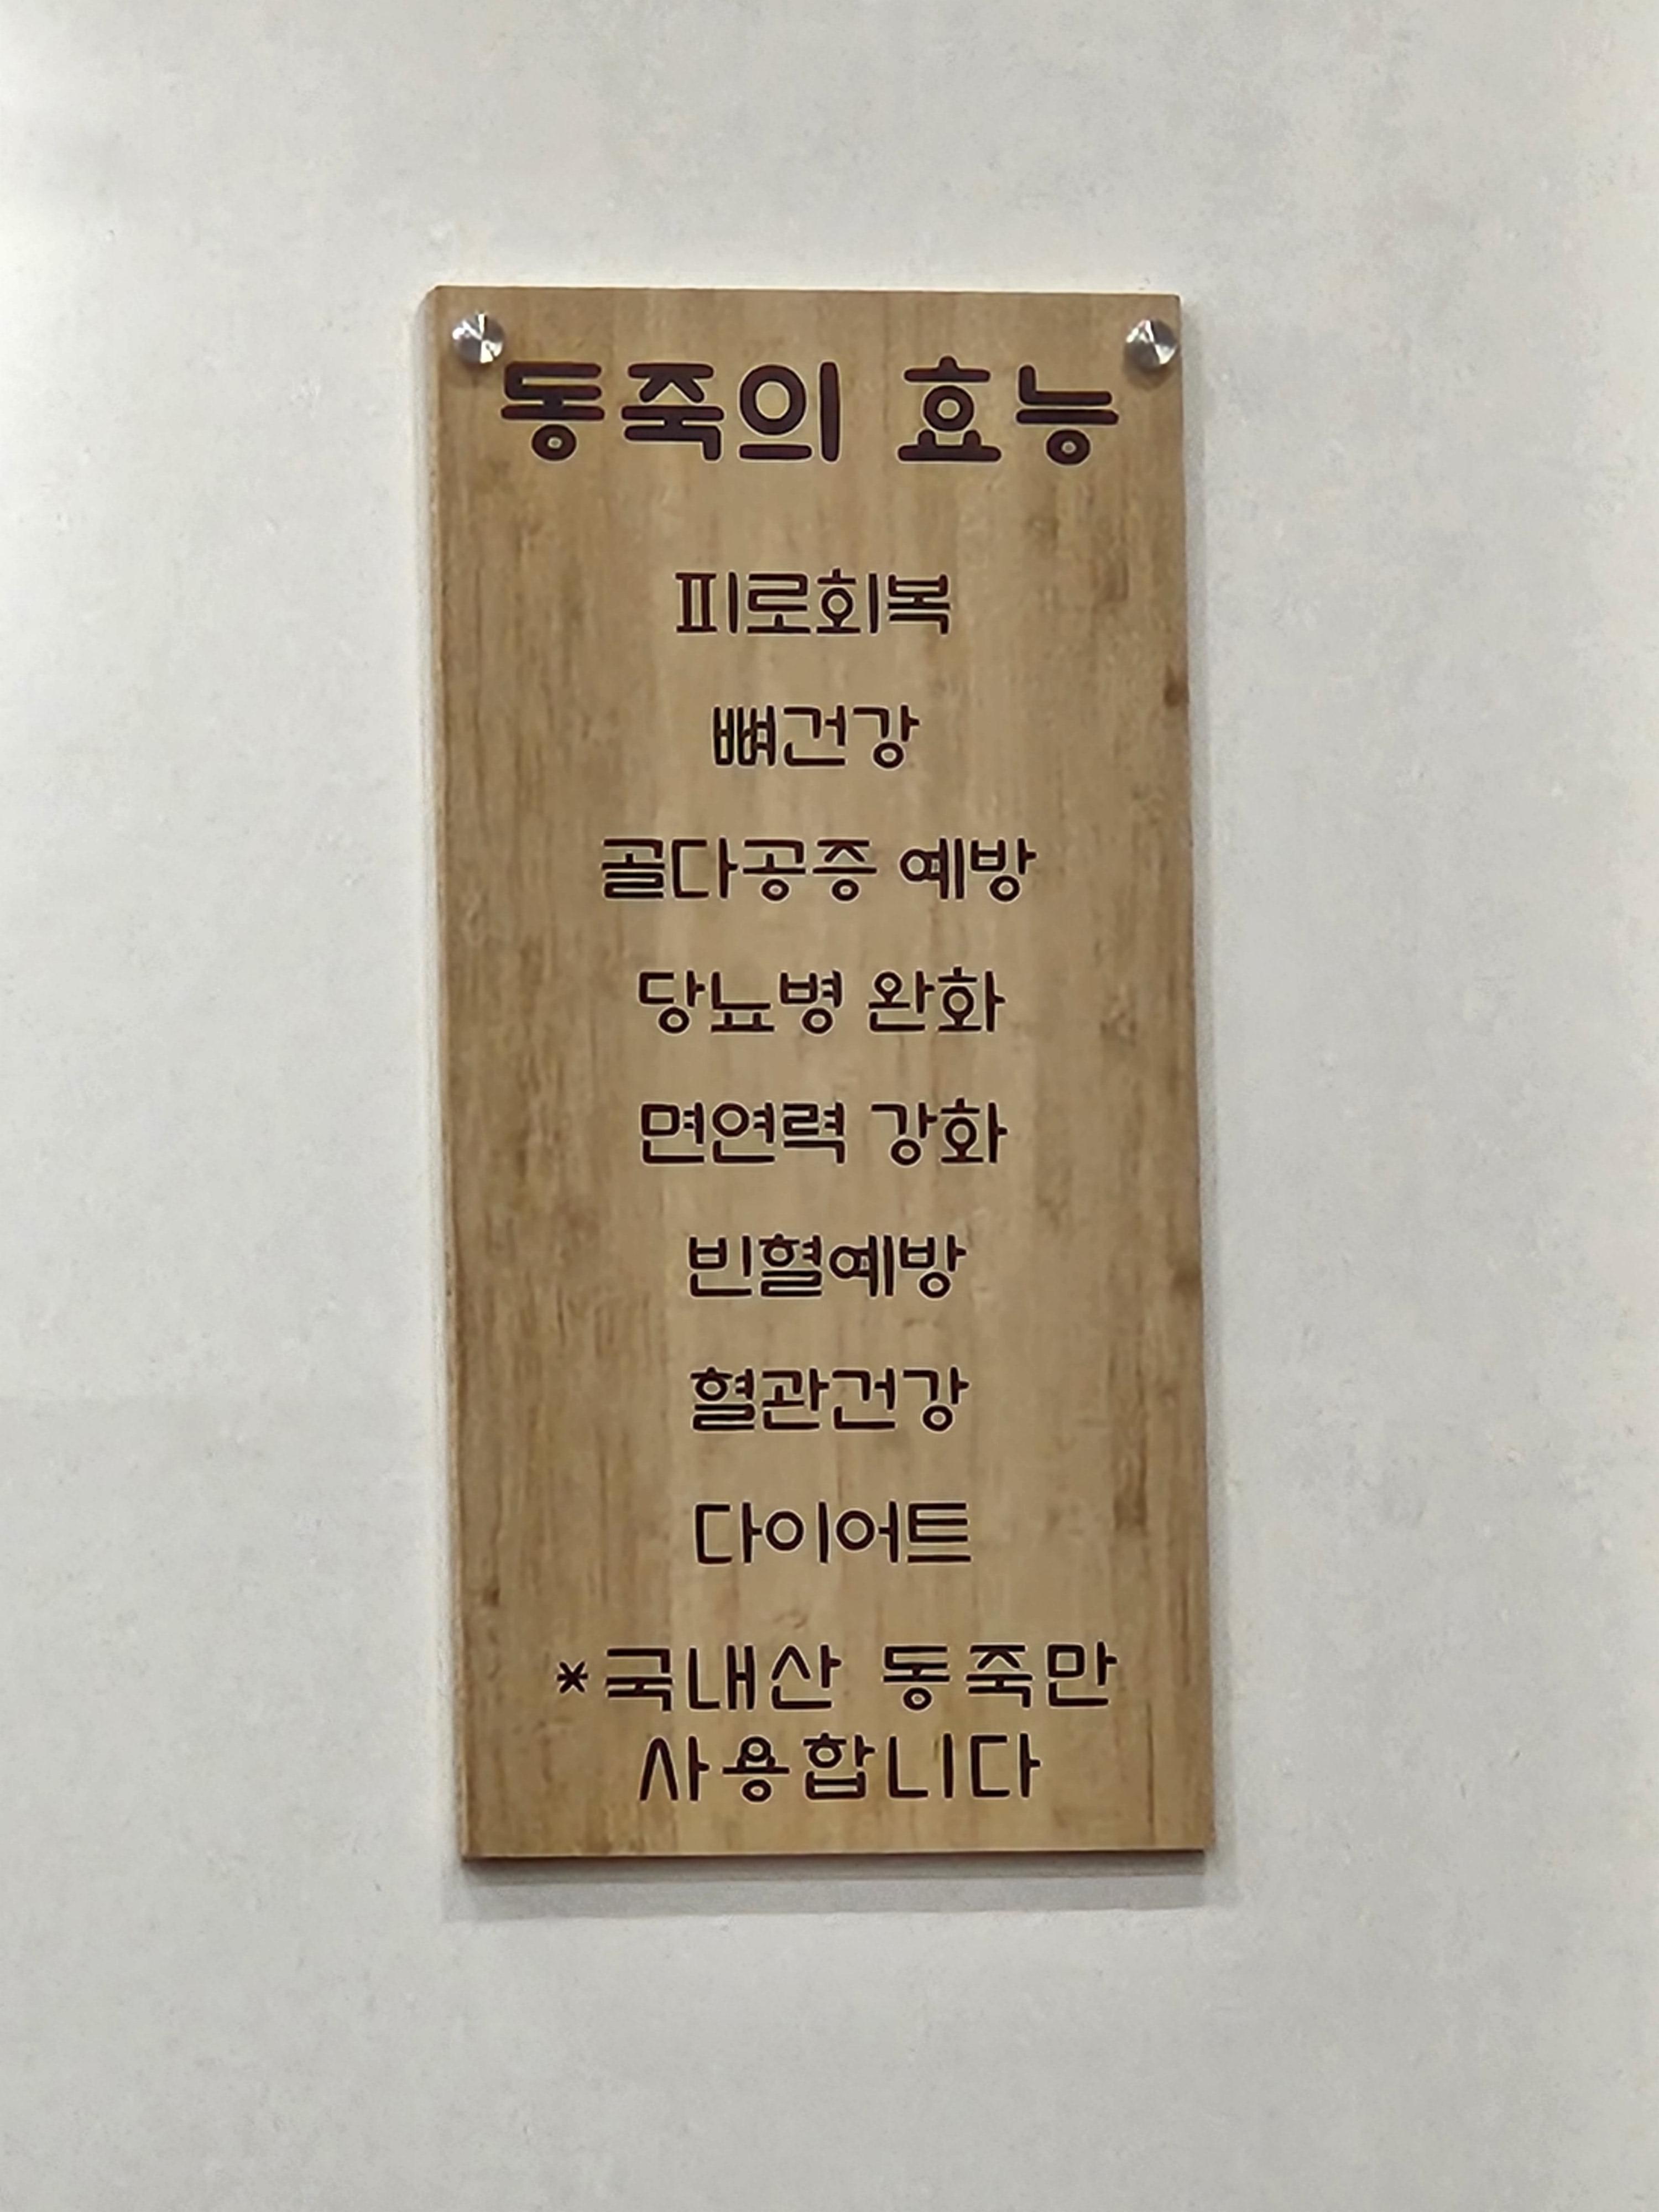 동죽의 효능
피로회복
뼈건강
골다공증 예방
당뇨병 완화
면연력 강화
빈혈예방
혈관건강
다이어트
*국내산 동죽만
사용합니다